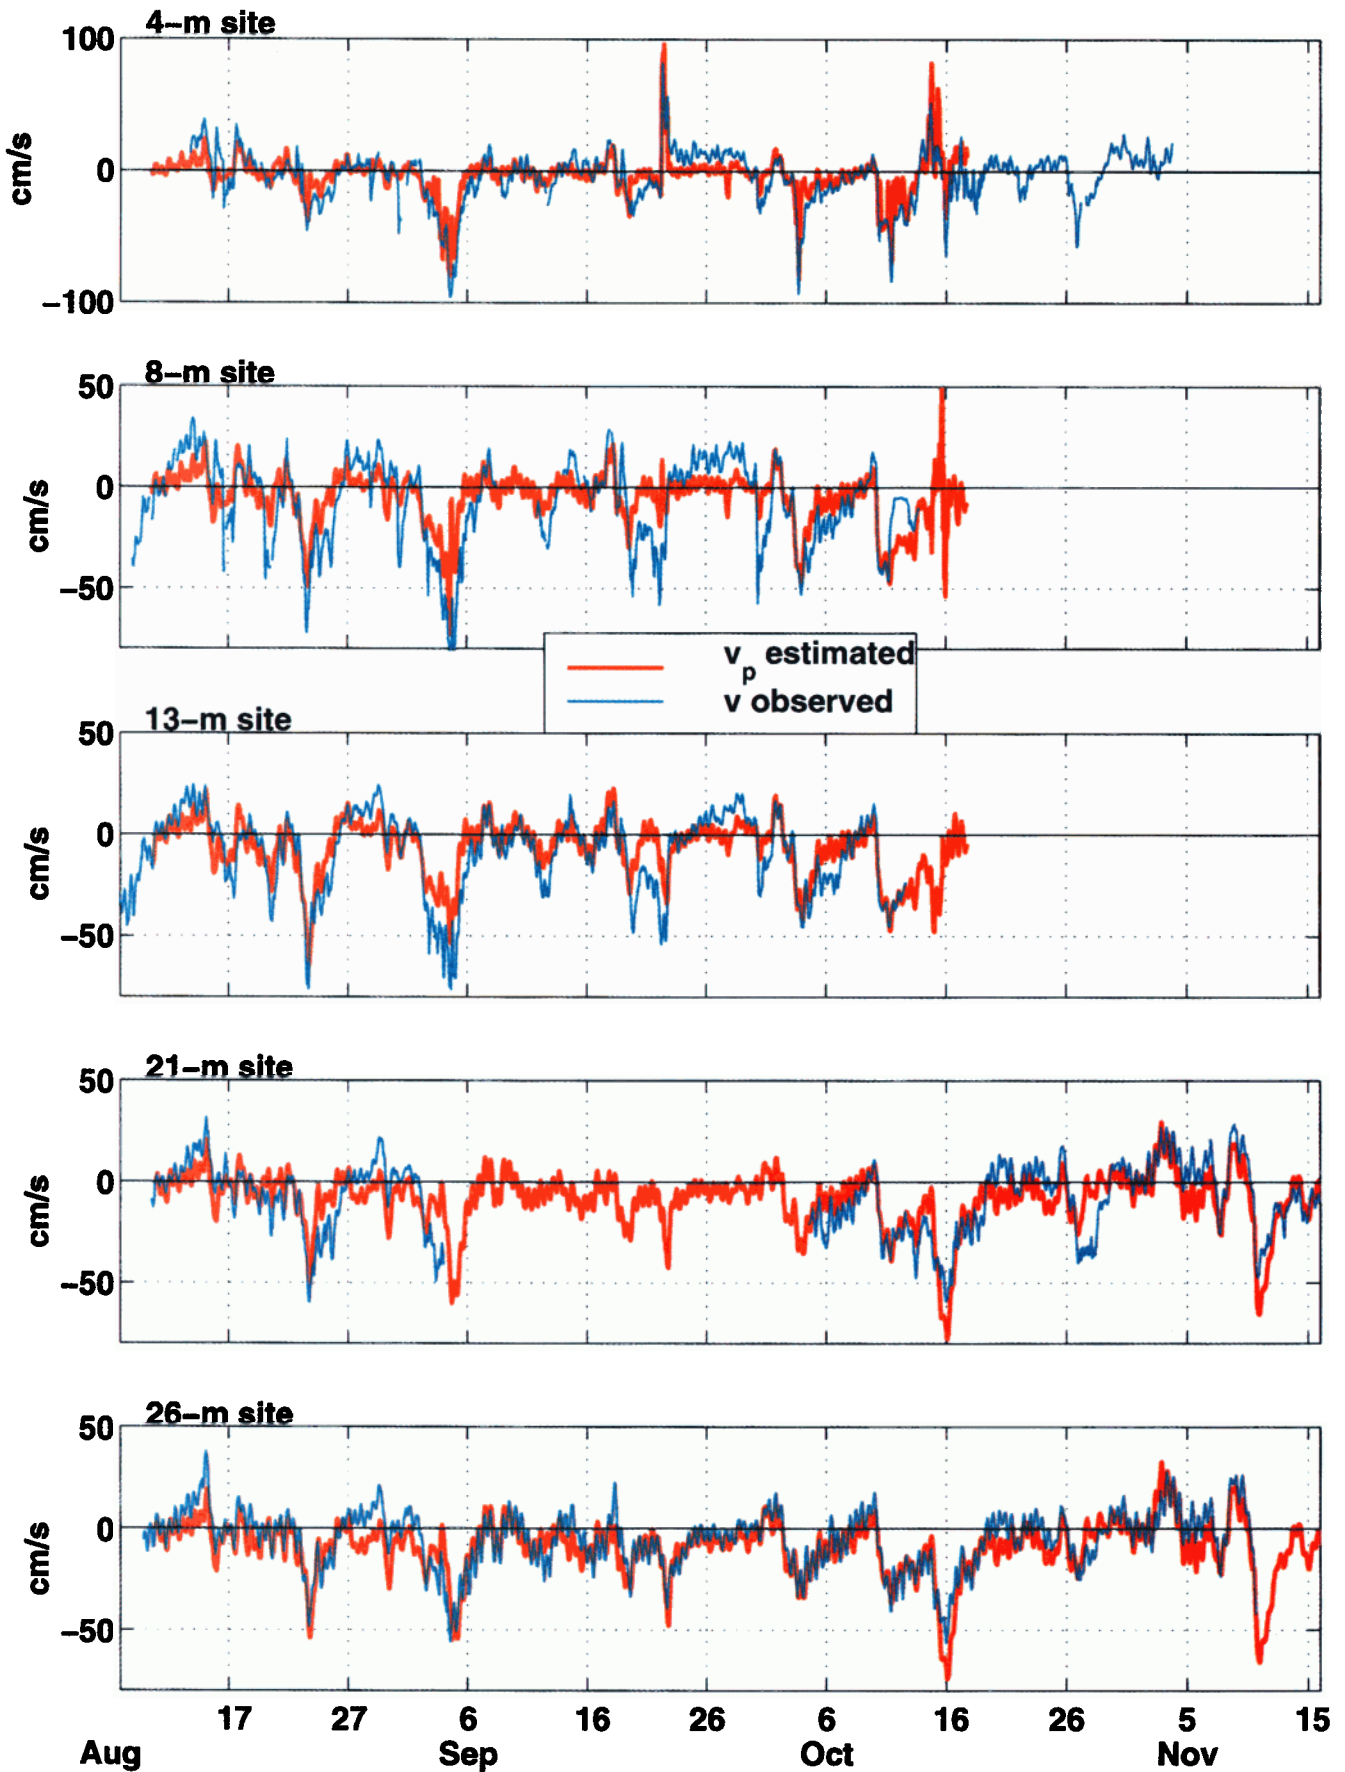 4−m site
100
0
−100
cm/s
8−m site
50
0
−50
cm/s
vp estimated
v observed
13−m site
50
0
−50
cm/s
21−m site
50
0
−50
cm/s
26−m site
50
0
−50
cm/s
17 27 6 16 26 6 16 26 5 15
Aug Sep Oct Nov